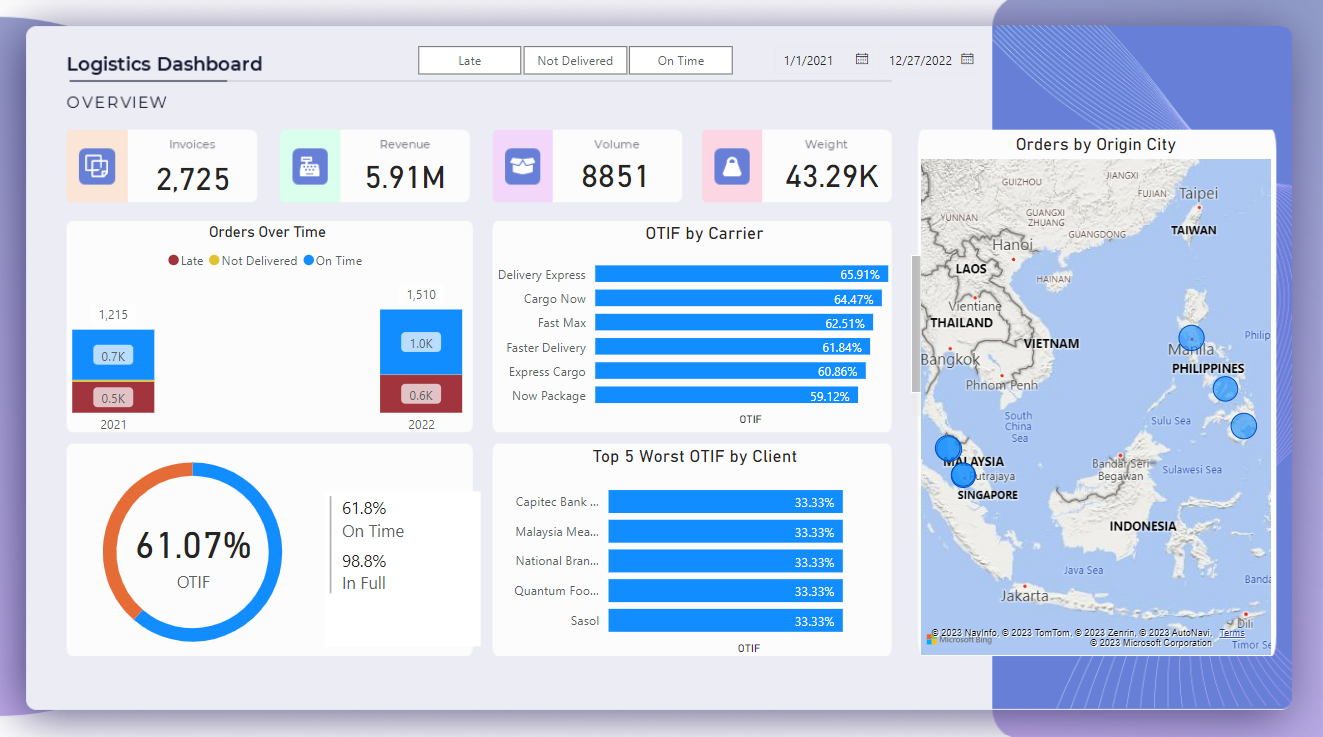 Logistics Dashboard
Late
Not Delivered
On Time
1/1/2021
12/27/2022
OVERVIEW
Invoices
2,725
Revenue
5.91M
Volume
8851
Weight
43.29K
Orders Over Time
Late Not Delivered On Time
1,215
0.7K
0.5K
2021
1,510
1.0K
0.6K
2022
OTIF by Carrier
Delivery Express 65.91%
Cargo Now 64.47%
Fast Max 62.51%
Faster Delivery 61.84%
Express Cargo 60.86%
Now Package 59.12%
OTIF
61.07%
OTIF
61.8%
On Time
98.8%
In Full
Top 5 Worst OTIF by Client
Capitec Bank ... 33.33%
Malaysia Mea... 33.33%
National Bran... 33.33%
Quantum Foo... 33.33%
Sasol 33.33%
OTIF
Orders by Origin City
GUIZHOU
JIANGXI
FUJIAN
Taipei
YUNNAN
GUANGXI
ZHUANG
GUANGDONG
TAIWAN
Hanoi
LAOS
HAINAN
Vientiane
THAILAND
VIETNAM
Manila
Philip
Bangkok
PHILIPPINES
Phnom Penh
South
China
Sea
Sulu Sea
MALAYSIA
Putrajaya
Bandar Seri
Begawan
Sulawesi Sea
SINGAPORE
INDONESIA
Java Sea
Banda
Jakarta
Dili
Timor Se
© 2023 NavInfo, © 2023 TomTom, © 2023 Zenrin, © 2023 AutoNavi, Terms
Microsoft Bing
© 2023 Microsoft Corporation